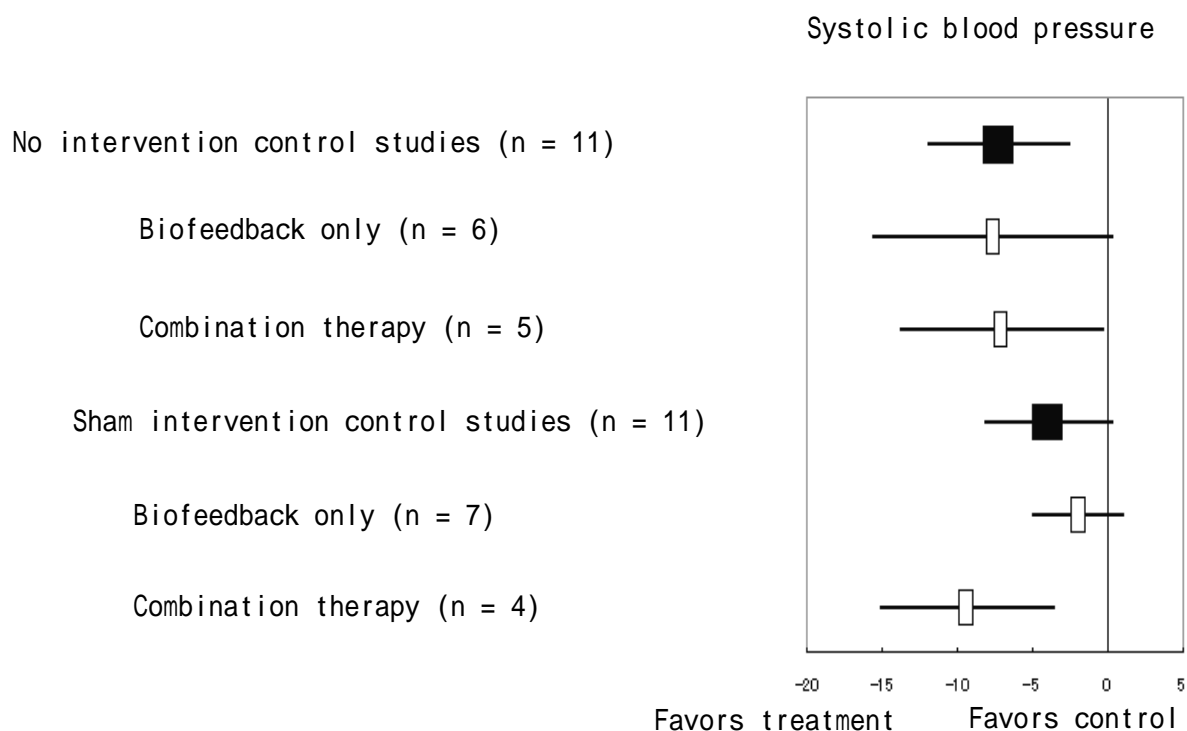 Systolic blood pressure
No intervention control studies (n = 11)
Biofeedback only (n = 6)
Combination therapy (n = 5)
Sham intervention control studies (n = 11)
Biofeedback only (n = 7)
Combination therapy (n = 4)
-20 -15 -10 -5 0 5
Favors treatment Favors control